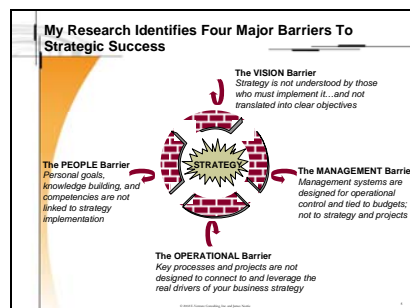 My Research Identifies Four Major Barriers To
Strategic Success
The VISION Barrier
Strategy is not understood by those
who must implement it…and not
translated into clear objectives
STRATEGY
The PEOPLE Barrier
Personal goals,
knowledge building, and
competencies are not
linked to strategy
implementation
The MANAGEMENT Barrier
Management systems are
designed for operational
control and tied to budgets;
not to strategy and projects
The OPERATIONAL Barrier
Key processes and projects are not
designed to connect to and leverage the
real drivers of your business strategy